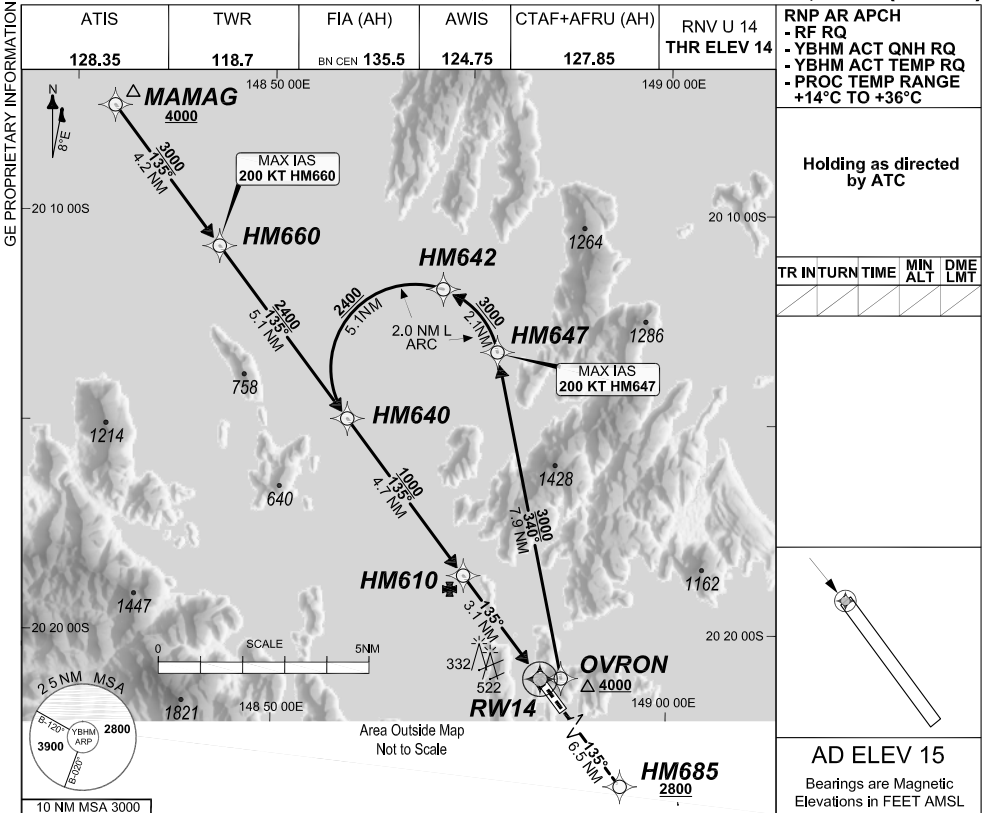 GE PROPRIETARY INFORMATION
ATIS
128.35
TWR
118.7
FIA (AH)
BN CEN 135.5
AWIS
124.75
CTAF+AFRU (AH)
127.85
RNV U 14
THR ELEV 14
RNP AR APCH
- RF RQ
- YBHM ACT QNH RQ
- YBHM ACT TEMP RQ
- PROC TEMP RANGE
+14°C TO +36°C
Holding as directed
by ATC
TR IN TURN TIME MIN ALT DME LMT
148 50 00E
149 00 00E
N
8°E
MAMAG
4000
3000
135°
4.2 NM
MAX IAS
200 KT HM660
20 10 00S
20 10 00S
HM660
1264
HM642
2400
135°
5.1 NM
2400
5.1NM
3000
2.1NM
2.0 NM L
ARC
HM647
1286
MAX IAS
200 KT HM647
758
HM640
1214
1428
640
1000
135°
4.7 NM
3000
340°
7.9 NM
HM610
1162
1447
135°
3.1 NM
20 20 00S
20 20 00S
SCALE
0
5NM
332
522
OVRON
4000
RW14
25NM MSA
B-120°
YBHM
ARP
2800
3900
B-020°
10 NM MSA 3000
1821
148 50 00E
149 00 00E
Area Outside Map
Not to Scale
135°
6.5 NM
HM685
2800
AD ELEV 15
Bearings are Magnetic
Elevations in FEET AMSL